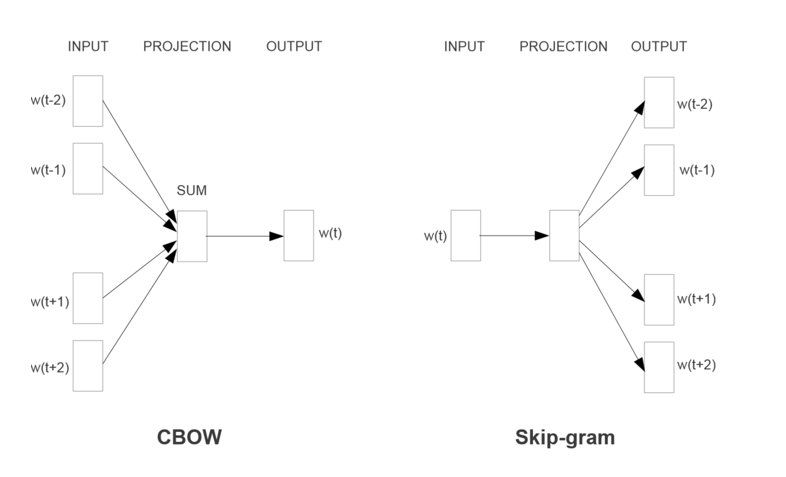 INPUT PROJECTION OUTPUT
w(t-2)
w(t-1)
SUM
w(t)
w(t+1)
w(t+2)
CBOW
INPUT PROJECTION OUTPUT
w(t-2)
w(t-1)
w(t)
w(t+1)
w(t+2)
Skip-gram